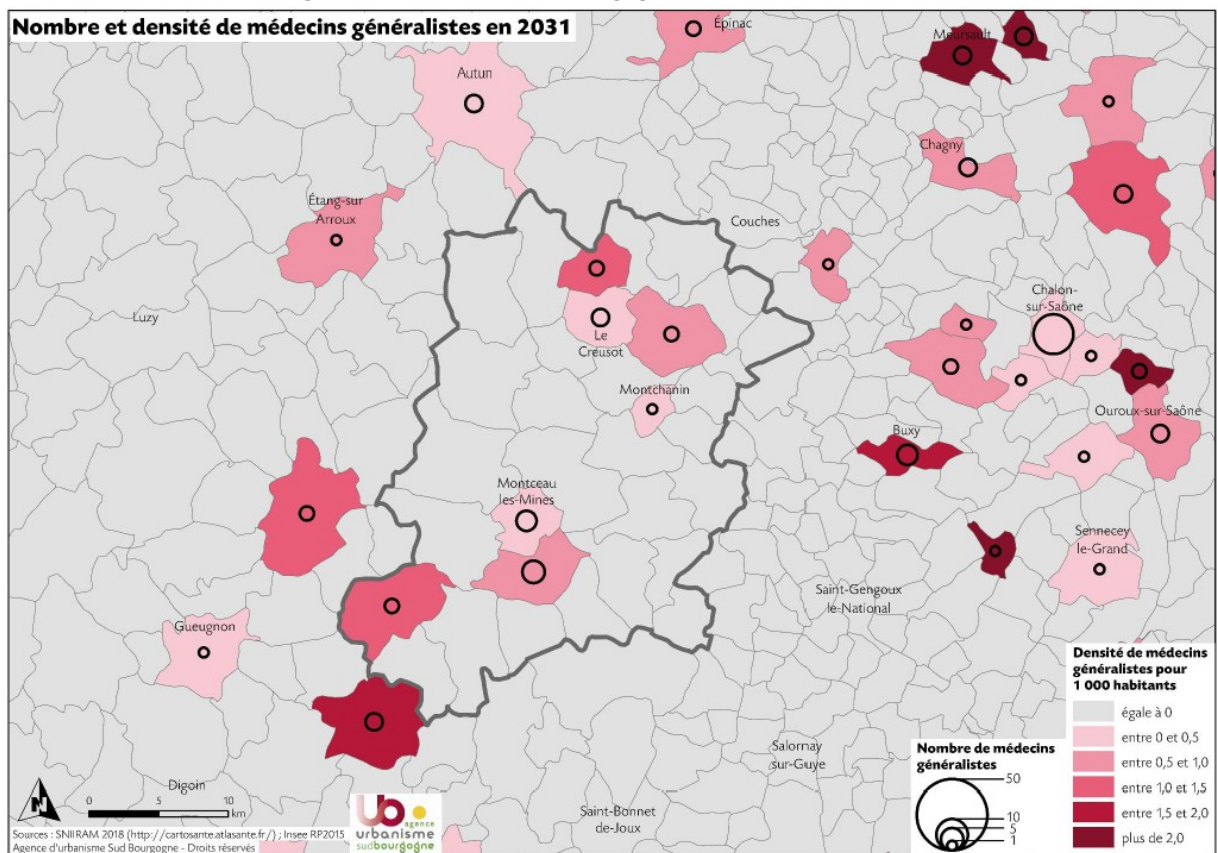 Nombre et densité de médecins généralistes en 2031
Épinac
Meursault
Autun
Chagny
Étang-sur
Arroux
Couches
Luzy
Chalon-
sur-Saône
Le
Creusot
Montchanin
Ouroux-sur-Saône
Buxy
Montceau
les-Mines
Sennecey
le-Grand
Saint-Gengoux
le-National
Gueugnon
Salornay
sur-Guye
Digoin
Saint-Bonnet
de-Joux
Densité de médecins
généralistes pour
1 000 habitants
égale à 0
entre 0 et 0,5
entre 0,5 et 1,0
entre 1,0 et 1,5
entre 1,5 et 2,0
plus de 2,0
Nombre de médecins
généralistes
50
10
5
1
N
0 5 10
km
Sources : SNIIRAM 2018 (http://cartosante.atlasante.fr/) ; Insee RP2015
Agence d'urbanisme Sud Bourgogne - Droits réservés
agence
urbanisme
sudbourgogne